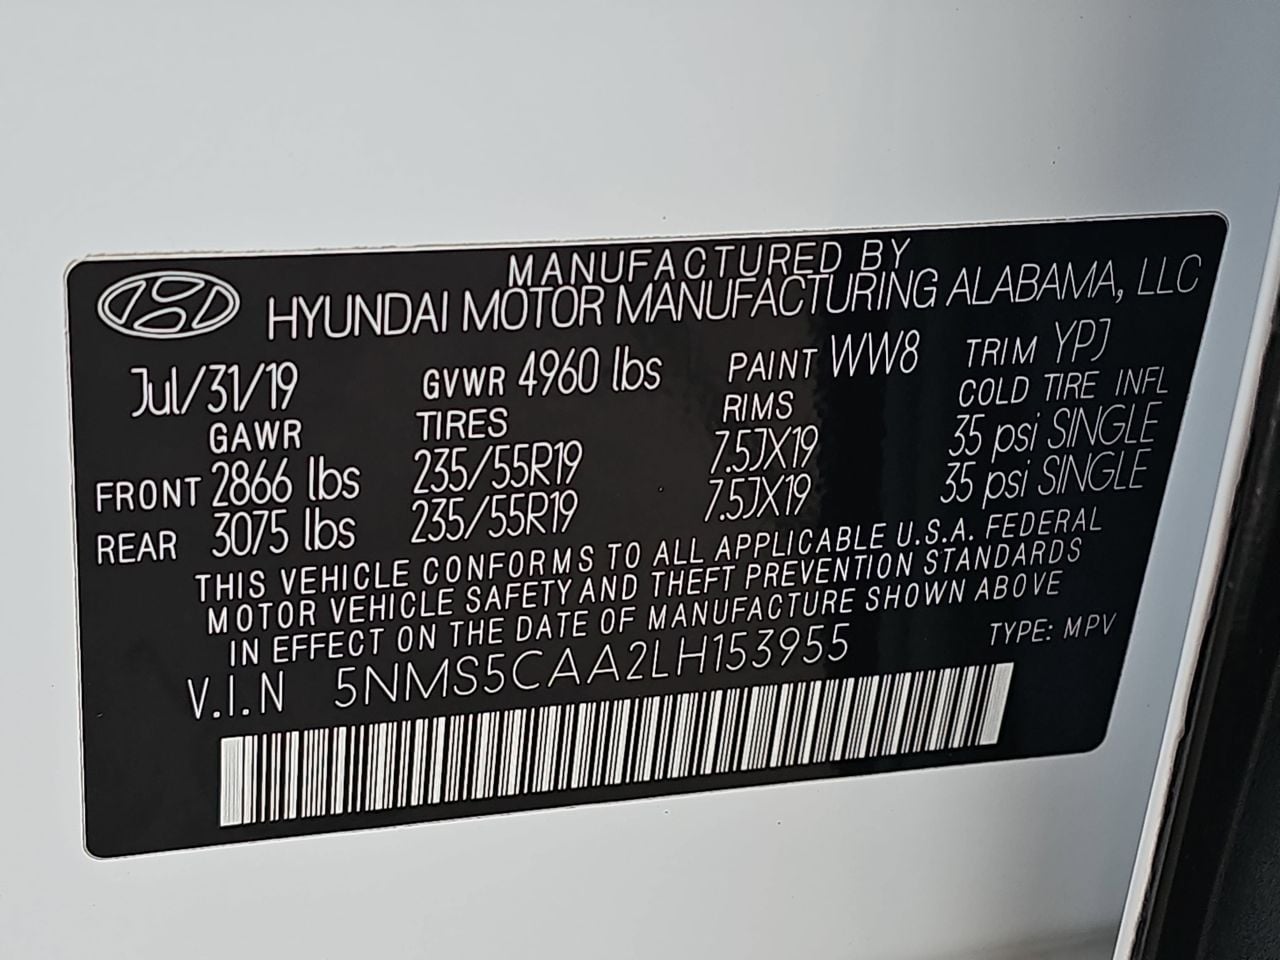 MANUFACTURED BY
HYUNDAI MOTOR MANUFACTURING ALABAMA, LLC
Jul/31/19 GVWR 4960 lbs PAINT WW8 TRIM YPJ
GAWR TIRES RIMS COLD TIRE INFL
FRONT 2866 lbs 235/55R19 7.5JX19 35 psi SINGLE
REAR 3075 lbs 235/55R19 7.5JX19 35 psi SINGLE
THIS VEHICLE CONFORMS TO ALL APPLICABLE U.S.A. FEDERAL
MOTOR VEHICLE SAFETY AND THEFT PREVENTION STANDARDS
IN EFFECT ON THE DATE OF MANUFACTURE SHOWN ABOVE
V.I.N 5NMS5CAA2LH153955 TYPE: MPV